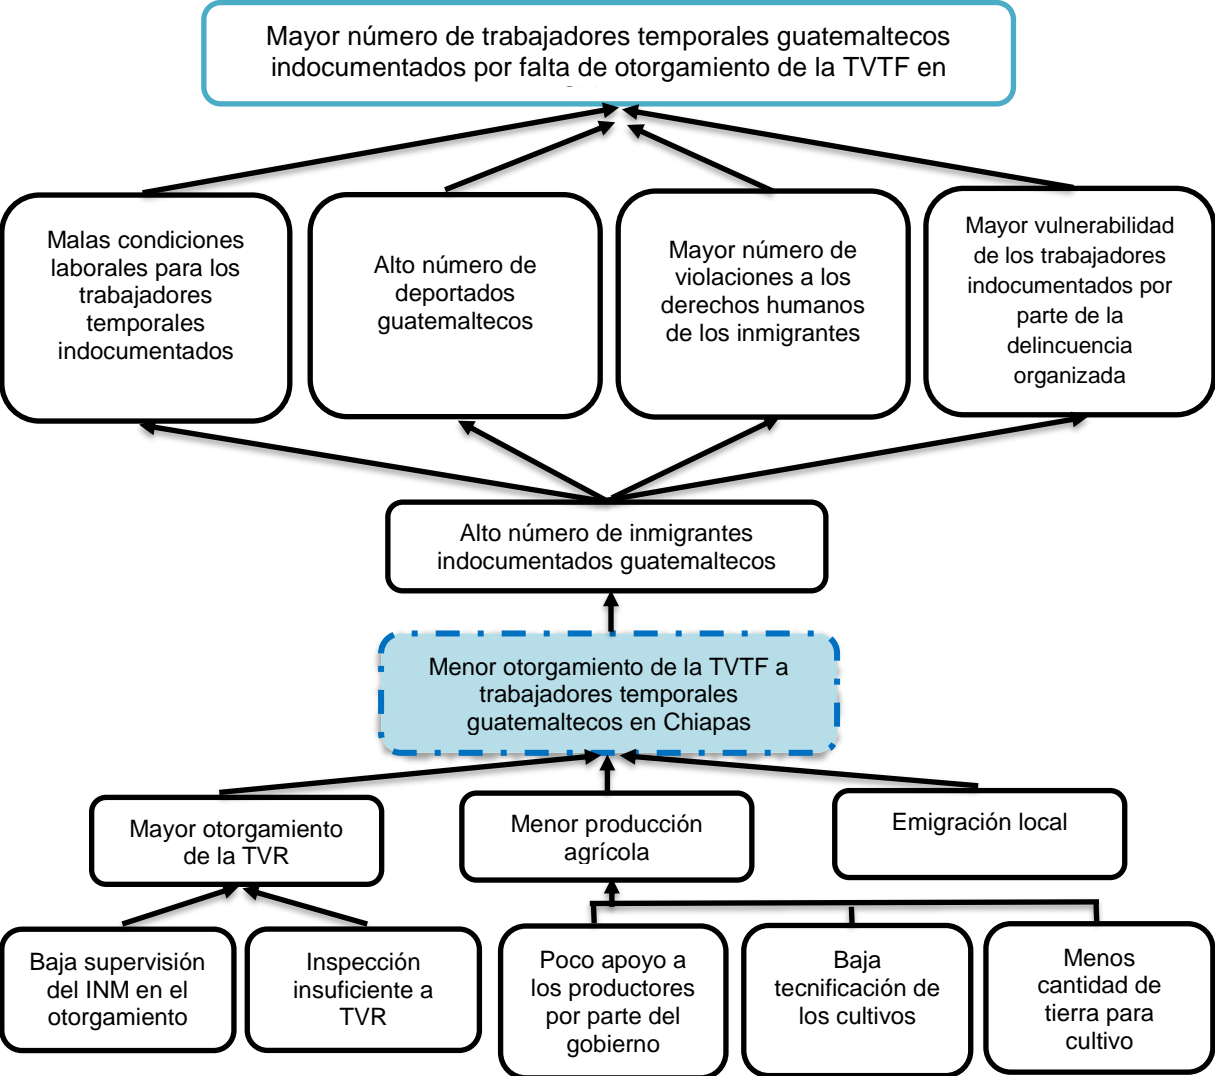 Mayor número de trabajadores temporales guatemaltecos
indocumentados por falta de otorgamiento de la TVTF en
Malas condiciones
laborales para los
trabajadores
temporales
indocumentados
Alto número de
deportados
guatemaltecos
Mayor número de
violaciones a los
derechos humanos
de los inmigrantes
Mayor vulnerabilidad
de los trabajadores
indocumentados por
parte de la
delincuencia
organizada
Alto número de inmigrantes
indocumentados guatemaltecos
Menor otorgamiento de la TVTF a
trabajadores temporales
guatemaltecos en Chiapas
Mayor otorgamiento
de la TVR
Menor producción
agrícola
Emigración local
Baja supervisión
del INM en el
otorgamiento
Inspección
insuficiente a
TVR
Poco apoyo a
los productores
por parte del
gobierno
Baja
tecnificación de
los cultivos
Menos
cantidad de
tierra para
cultivo